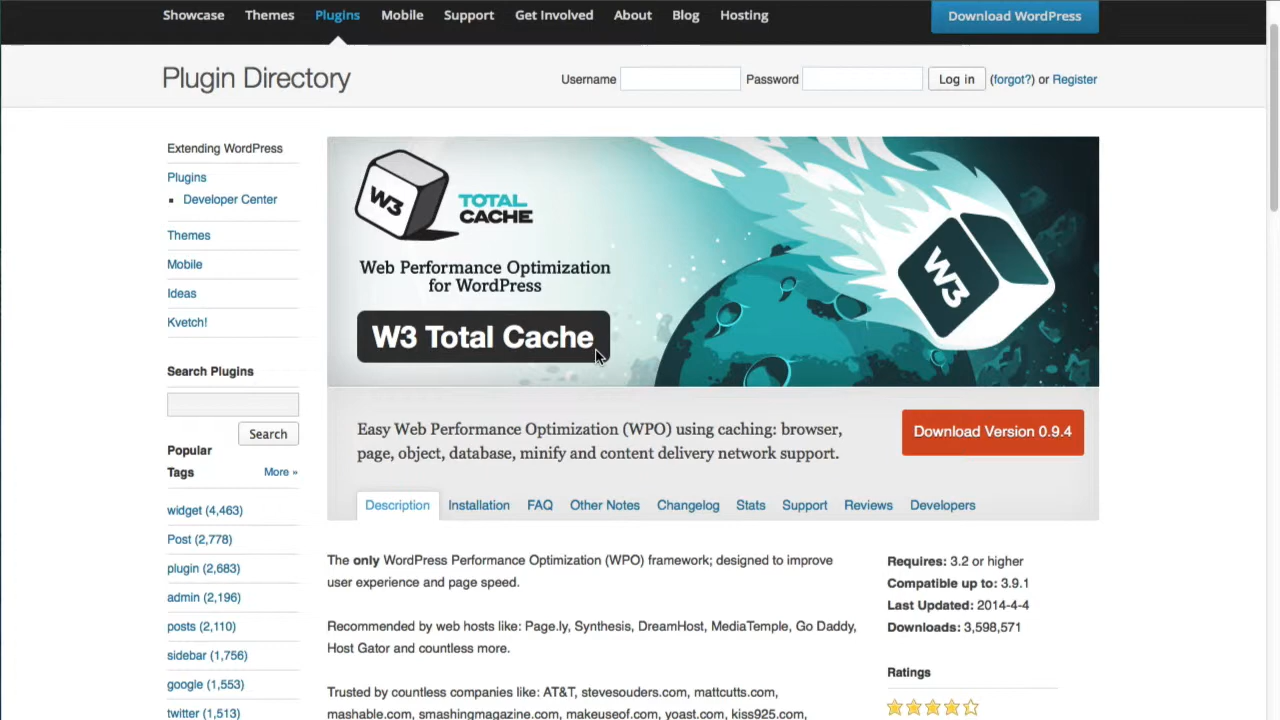 Showcase Themes Plugins Mobile Support Get Involved About Blog Hosting Download WordPress
Plugin Directory
Username Password Log in (forgot?) or Register
Extending WordPress
Plugins
Developer Center
Themes
Mobile
Ideas
Kvetch!
Search Plugins
Search
Popular
Tags More »
widget (4,463)
Post (2,778)
plugin (2,683)
admin (2,196)
posts (2,110)
sidebar (1,756)
google (1,553)
twitter (1,513)
W3
TOTAL
CACHE
Web Performance Optimization
for WordPress
W3 Total Cache
W3
Easy Web Performance Optimization (WPO) using caching: browser,
page, object, database, minify and content delivery network support.
Download Version 0.9.4
Description Installation FAQ Other Notes Changelog Stats Support Reviews Developers
The only WordPress Performance Optimization (WPO) framework; designed to improve
user experience and page speed.
Recommended by web hosts like: Page.ly, Synthesis, DreamHost, MediaTemple, Go Daddy,
Host Gator and countless more.
Trusted by countless companies like: AT&T, stevesouders.com, mattcutts.com,
mashable.com, smashingmagazine.com, makeuseof.com, yoast.com, kiss925.com,
Requires: 3.2 or higher
Compatible up to: 3.9.1
Last Updated: 2014-4-4
Downloads: 3,598,571
Ratings